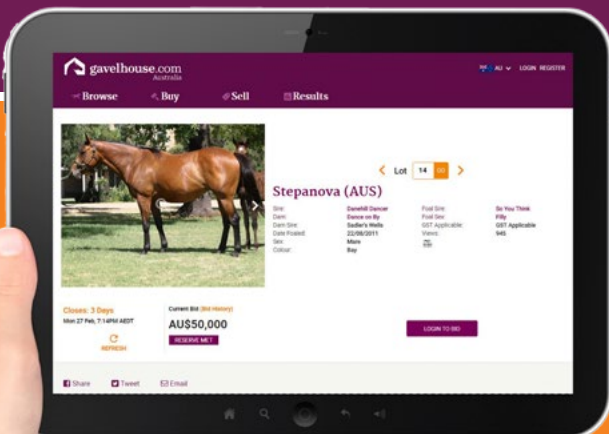 gavelhouse.com
Australia
AU LOGIN REGISTER
Browse Buy Sell Results
Lot 14 GO
Stepanova (AUS)
Sire: Danehill Dancer Foal Sire: So You Think
Dam: Dance on By Foal Sex: Filly
Dam Sire: Sadler's Wells GST Applicable: GST Applicable
Date Foaled: 22/08/2011 Views: 945
Sex: Mare
Colour: Bay
Closes: 3 Days
Mon 27 Feb, 7:14PM AEDT
REFRESH
Current Bid (Bid History)
AU$50,000
RESERVE MET
LOGIN TO BID
Share Tweet Email